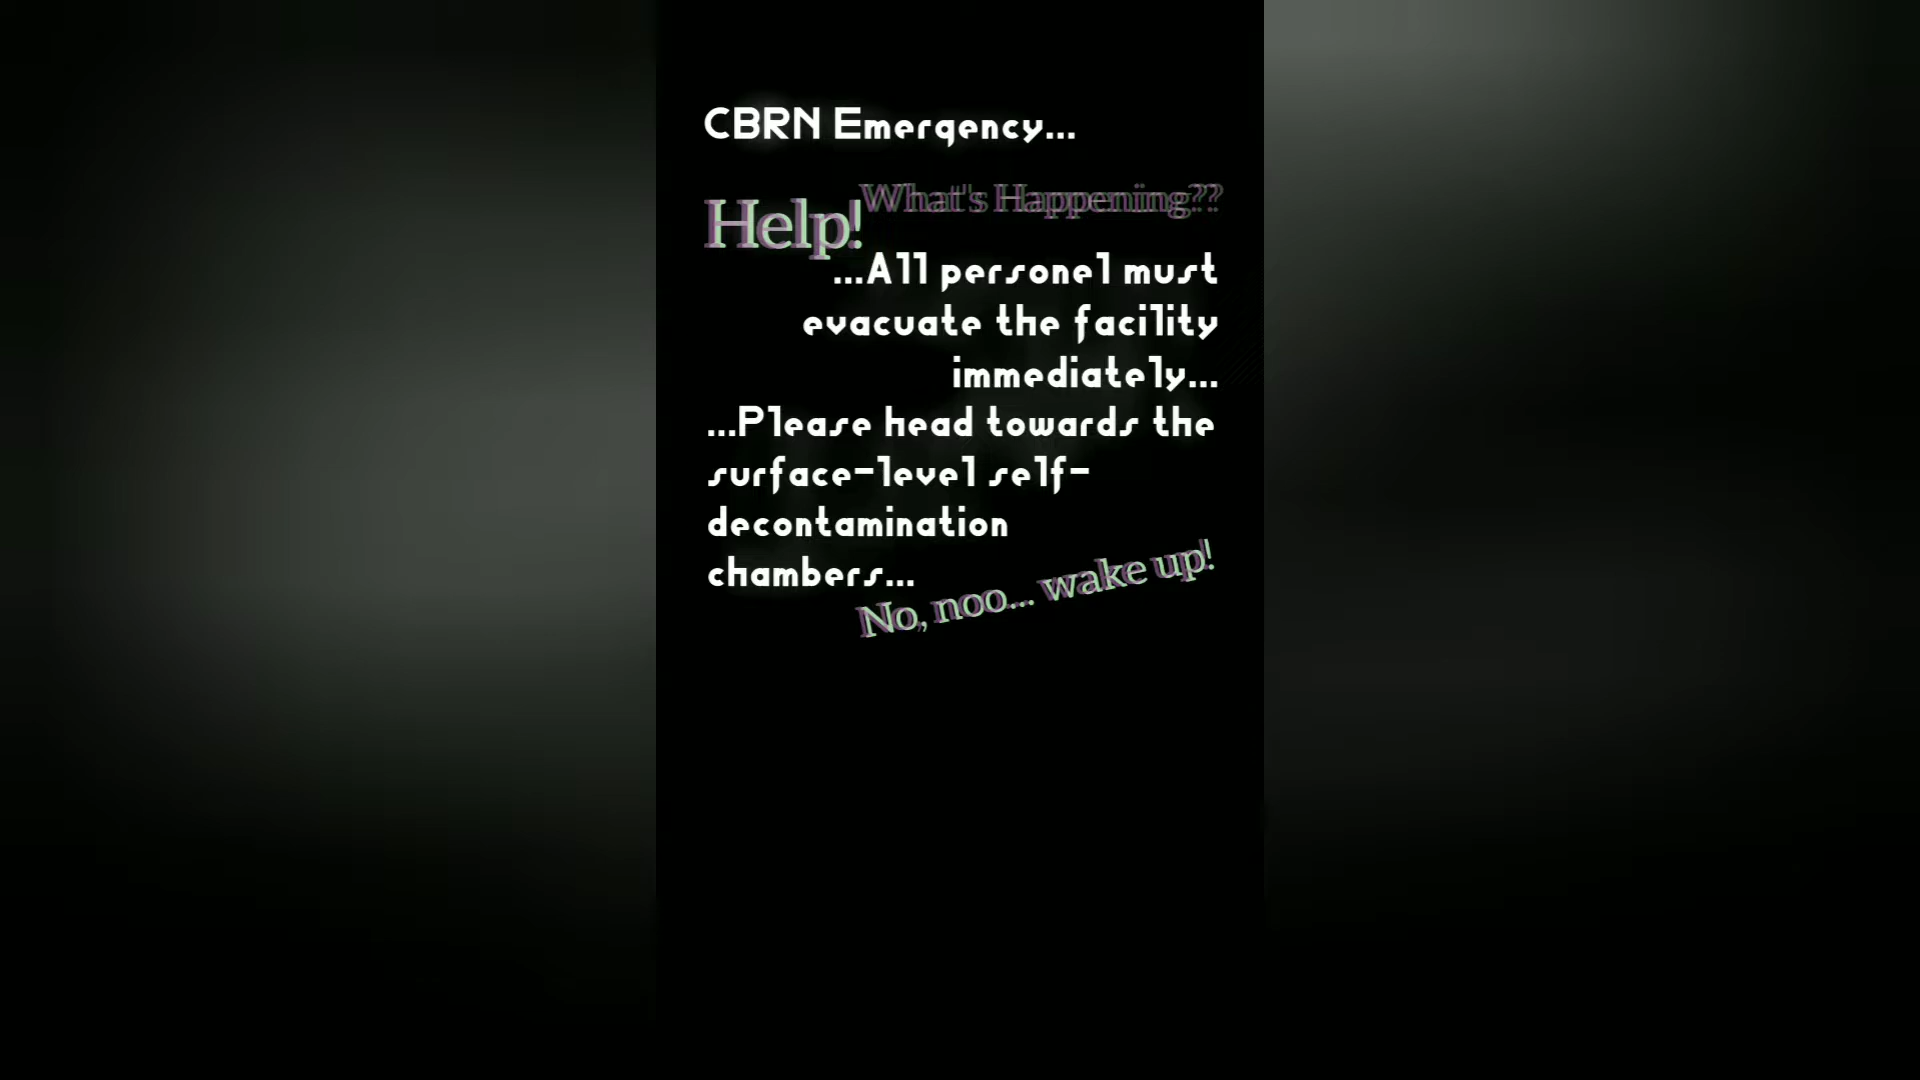 CBRN Emergency...
What"s Happening??
Help!
...All personel must
evacuate the facility
immediately...
...Please head towards the
surface-level self-
decontamination
chambers...
No, noo... wake up!